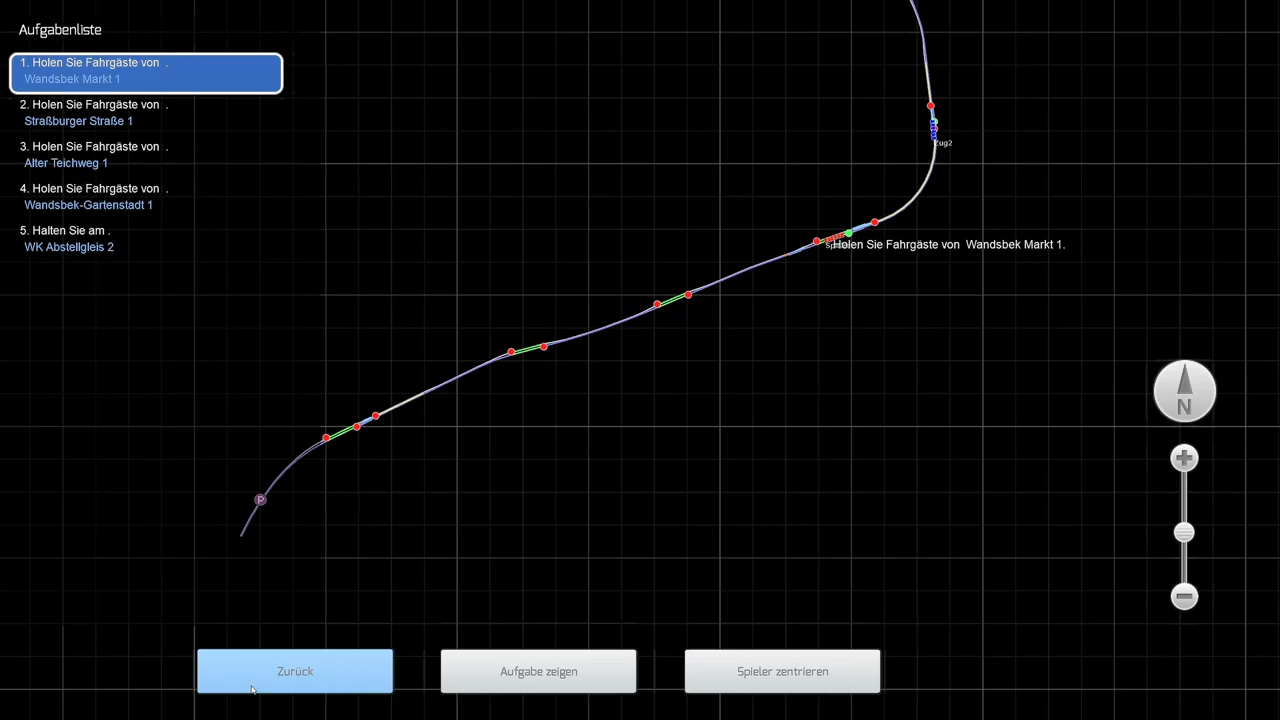 Aufgabenliste
1. Holen Sie Fahrgäste von .
Wandsbek Markt 1
2. Holen Sie Fahrgäste von .
Straßburger Straße 1
3. Holen Sie Fahrgäste von .
Alter Teichweg 1
4. Holen Sie Fahrgäste von .
Wandsbek-Gartenstadt 1
5. Halten Sie am .
WK Abstellgleis 2
Zug2
Holen Sie Fahrgäste von Wandsbek Markt 1.
P
N
Zurück
Aufgabe zeigen
Spieler zentrieren